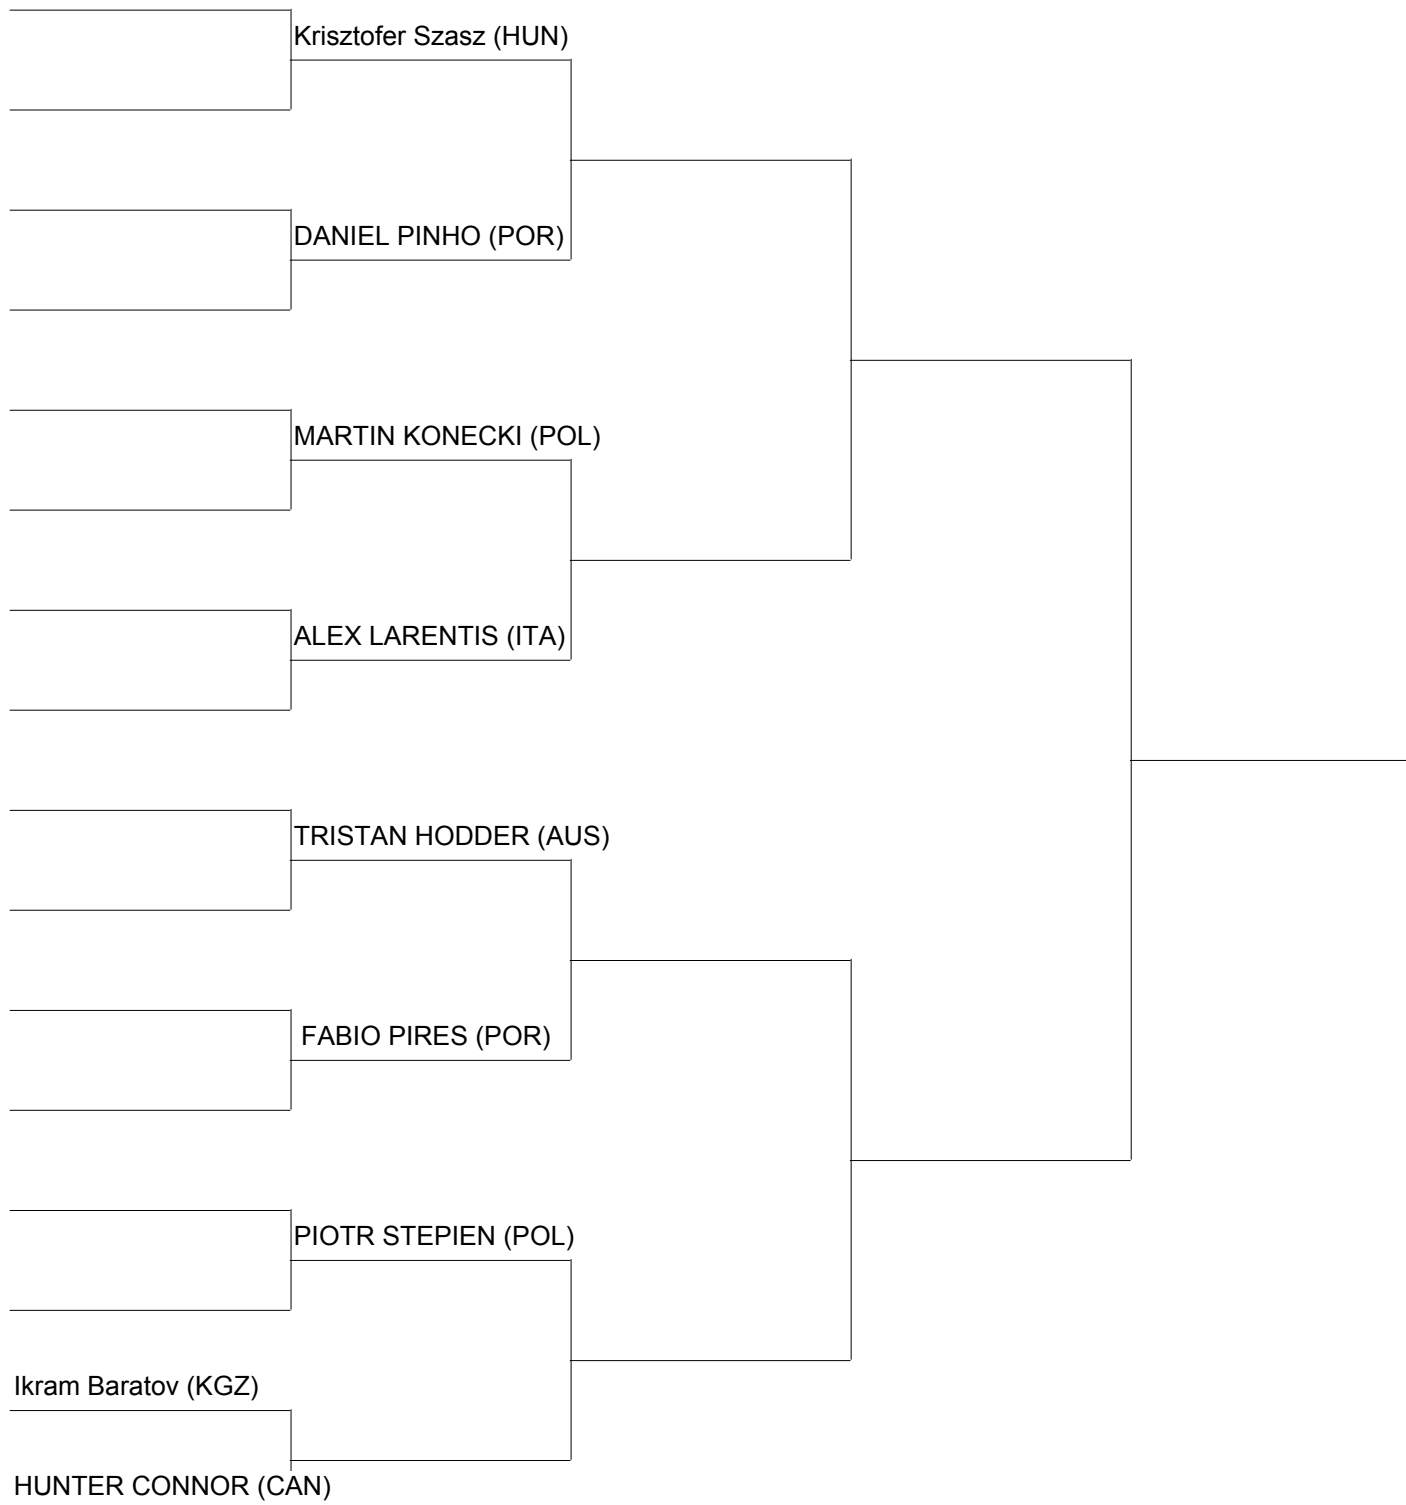 Krisztofer Szasz (HUN)
DANIEL PINHO (POR)
MARTIN KONECKI (POL)
ALEX LARENTIS (ITA)
TRISTAN HODDER (AUS)
FABIO PIRES (POR)
PIOTR STEPIEN (POL)
Ikram Baratov (KGZ)
HUNTER CONNOR (CAN)